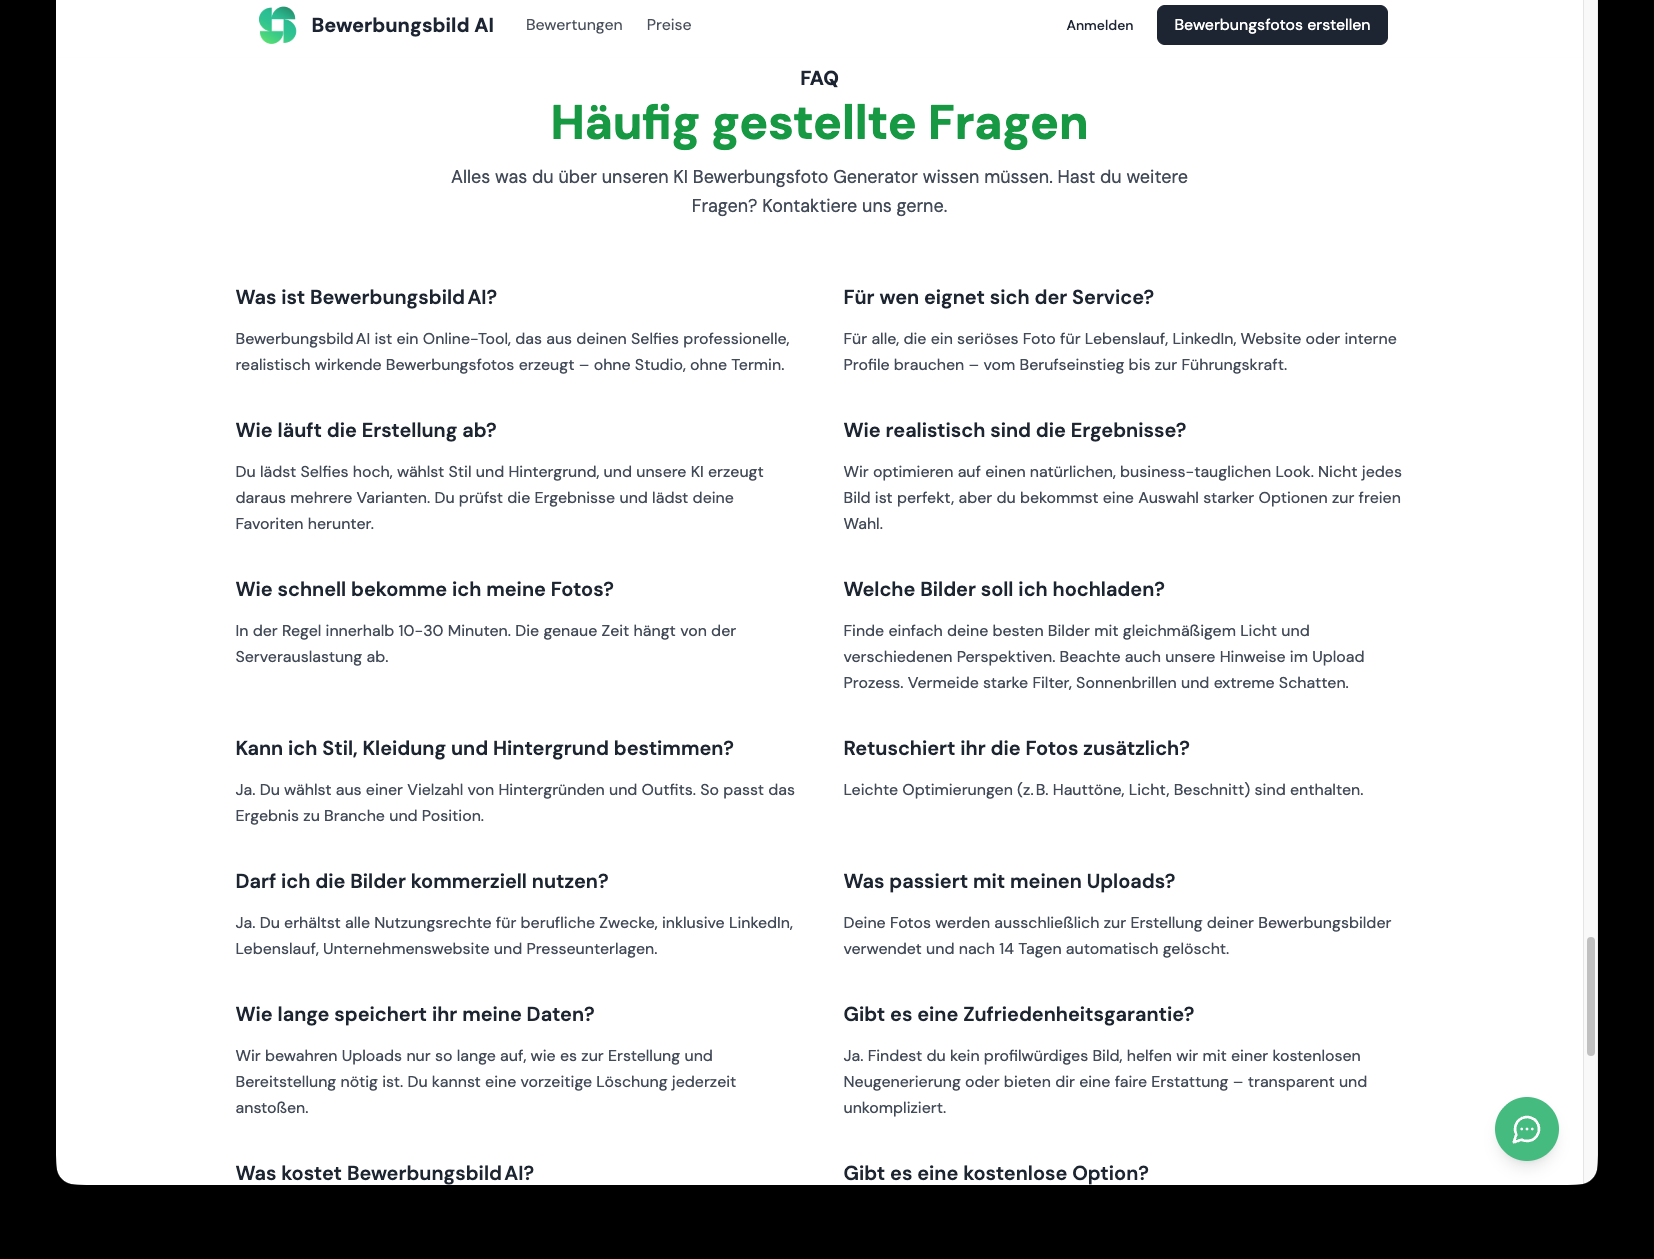 Bewerbungsbild AI
Bewertungen
Preise
Anmelden
Bewerbungsfotos erstellen
FAQ
Häufig gestellte Fragen
Alles was du über unseren KI Bewerbungsfoto Generator wissen müssen. Hast du weitere
Fragen? Kontaktiere uns gerne.
Was ist Bewerbungsbild AI?
Bewerbungsbild AI ist ein Online-Tool, das aus deinen Selfies professionelle,
realistisch wirkende Bewerbungsfotos erzeugt – ohne Studio, ohne Termin.
Für wen eignet sich der Service?
Für alle, die ein seriöses Foto für Lebenslauf, LinkedIn, Website oder interne
Profile brauchen – vom Berufseinstieg bis zur Führungskraft.
Wie läuft die Erstellung ab?
Du lädst Selfies hoch, wählst Stil und Hintergrund, und unsere KI erzeugt
daraus mehrere Varianten. Du prüfst die Ergebnisse und lädst deine
Favoriten herunter.
Wie realistisch sind die Ergebnisse?
Wir optimieren auf einen natürlichen, business-tauglichen Look. Nicht jedes
Bild ist perfekt, aber du bekommst eine Auswahl starker Optionen zur freien
Wahl.
Wie schnell bekomme ich meine Fotos?
In der Regel innerhalb 10-30 Minuten. Die genaue Zeit hängt von der
Serverauslastung ab.
Welche Bilder soll ich hochladen?
Finde einfach deine besten Bilder mit gleichmäßigem Licht und
verschiedenen Perspektiven. Beachte auch unsere Hinweise im Upload
Prozess. Vermeide starke Filter, Sonnenbrillen und extreme Schatten.
Kann ich Stil, Kleidung und Hintergrund bestimmen?
Ja. Du wählst aus einer Vielzahl von Hintergründen und Outfits. So passt das
Ergebnis zu Branche und Position.
Retuschiert ihr die Fotos zusätzlich?
Leichte Optimierungen (z. B. Hauttöne, Licht, Beschnitt) sind enthalten.
Darf ich die Bilder kommerziell nutzen?
Ja. Du erhältst alle Nutzungsrechte für berufliche Zwecke, inklusive LinkedIn,
Lebenslauf, Unternehmenswebsite und Presseunterlagen.
Was passiert mit meinen Uploads?
Deine Fotos werden ausschließlich zur Erstellung deiner Bewerbungsbilder
verwendet und nach 14 Tagen automatisch gelöscht.
Wie lange speichert ihr meine Daten?
Wir bewahren Uploads nur so lange auf, wie es zur Erstellung und
Bereitstellung nötig ist. Du kannst eine vorzeitige Löschung jederzeit
anstoßen.
Gibt es eine Zufriedenheitsgarantie?
Ja. Findest du kein profilwürdiges Bild, helfen wir mit einer kostenlosen
Neugenerierung oder bieten dir eine faire Erstattung – transparent und
unkompliziert.
Was kostet Bewerbungsbild AI?
Gibt es eine kostenlose Option?